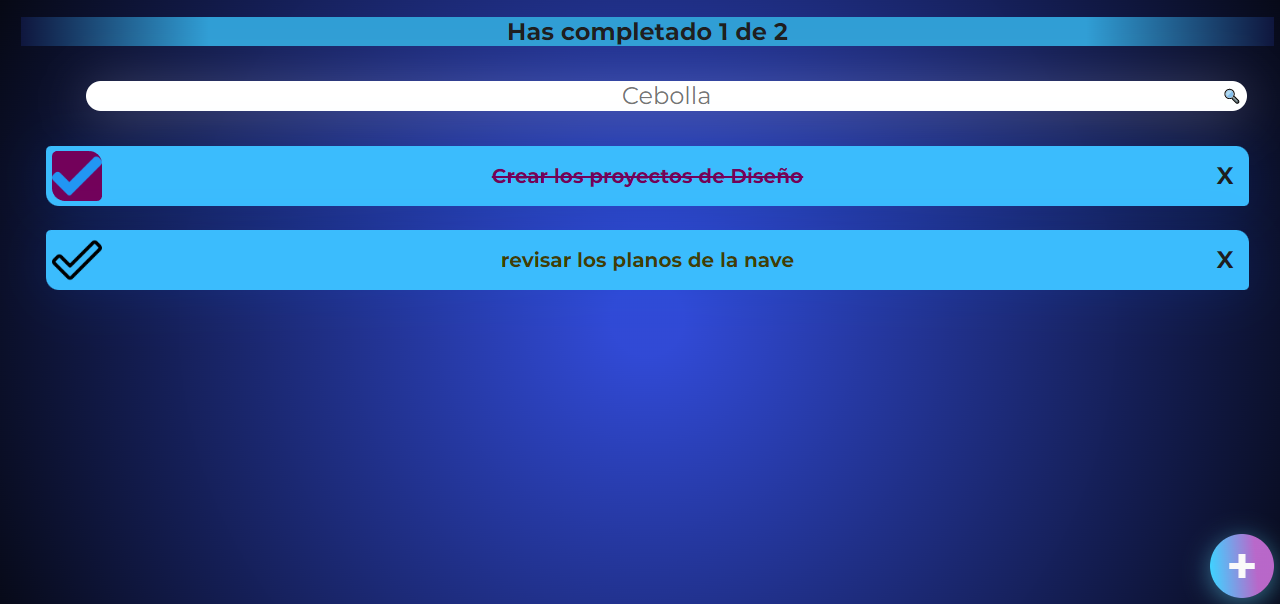 Has completado 1 de 2
Cebolla
Crear los proyectos de Diseño X
revisar los planos de la nave X
+